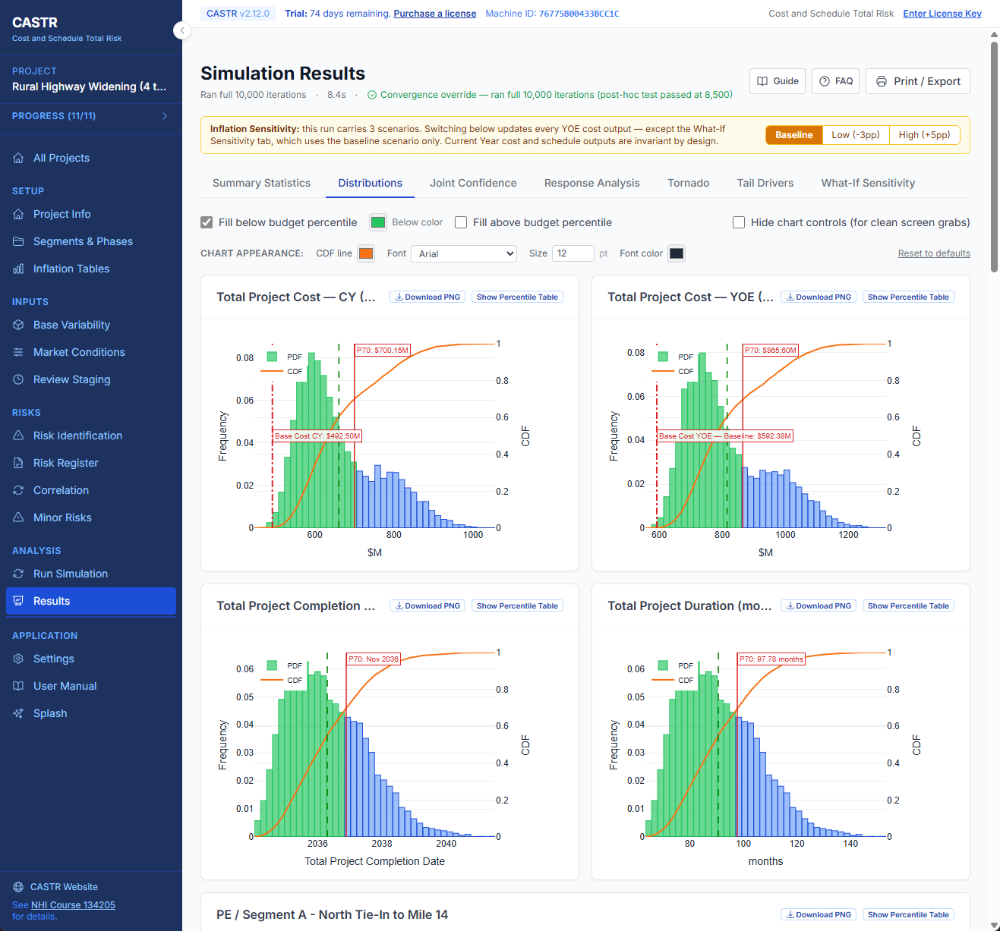 CASTR
Cost and Schedule Total Risk
PROJECT
Rural Highway Widening (4 t...
PROGRESS (11/11)
All Projects
SETUP
Project Info
Segments & Phases
Inflation Tables
INPUTS
Base Variability
Market Conditions
Review Staging
RISKS
Risk Identification
Risk Register
Correlation
Minor Risks
ANALYSIS
Run Simulation
Results
APPLICATION
Settings
User Manual
Splash
CASTR Website
See NHI Course 134205
for details.
CASTR v2.12.0 Trial: 74 days remaining. Purchase a license Machine ID: 76775B00433BCC1C Cost and Schedule Total Risk Enter License Key
Simulation Results
Ran full 10,000 iterations · 8.4s · Convergence override — ran full 10,000 iterations (post-hoc test passed at 8,500)
Guide FAQ Print / Export
Inflation Sensitivity: this run carries 3 scenarios. Switching below updates every YOE cost output — except the What-If
Sensitivity tab, which uses the baseline scenario only. Current Year cost and schedule outputs are invariant by design.
Baseline Low (-3pp) High (+5pp)
Summary Statistics Distributions Joint Confidence Response Analysis Tornado Tail Drivers What-If Sensitivity
Fill below budget percentile Below color Fill above budget percentile Hide chart controls (for clean screen grabs)
CHART APPEARANCE: CDF line Font Arial Size 12 pt Font color Reset to defaults
Total Project Cost — CY (... Download PNG Show Percentile Table
PDF
CDF
P70: $700.15M
Base Cost CY: $492.50M
0.08
0.06
0.04
0.02
0
Frequency
1
0.8
0.6
0.4
0.2
0
CDF
600 800 1000
$M
Total Project Cost — YOE (... Download PNG Show Percentile Table
PDF
CDF
P70: $865.60M
Base Cost YOE — Baseline: $592.38M
0.08
0.06
0.04
0.02
0
Frequency
1
0.8
0.6
0.4
0.2
0
CDF
600 800 1000 1200
$M
Total Project Completion ... Download PNG Show Percentile Table
PDF
CDF
P70: Nov 2036
0.06
0.05
0.04
0.03
0.02
0.01
0
Frequency
1
0.8
0.6
0.4
0.2
0
CDF
2036 2038 2040
Total Project Completion Date
Total Project Duration (mo... Download PNG Show Percentile Table
PDF
CDF
P70: 97.78 months
0.06
0.05
0.04
0.03
0.02
0.01
0
Frequency
1
0.8
0.6
0.4
0.2
0
CDF
80 100 120 140
months
PE / Segment A - North Tie-In to Mile 14 Download PNG Show Percentile Table